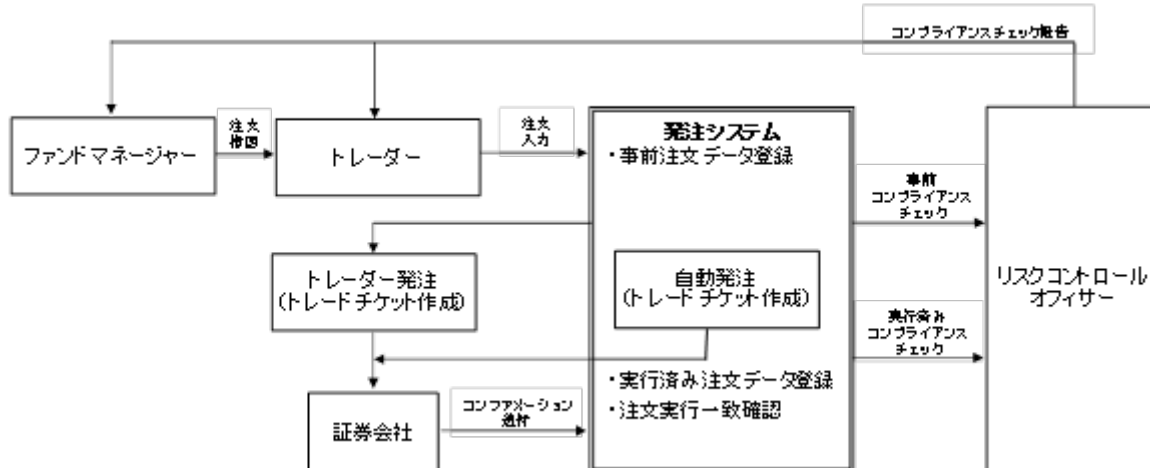 コンプライアンスチェック報告
ファンドマネージャー
注文
トレーダー
注文
入力
発注システム
・事前注文データ登録
事前
コンプライアンス
チェック
トレーダー発注
(トレードチケット作成)
自動発注
(トレードチケット作成)
リスクコントロール
オフィサー
実行済み
コンプライアンス
チェック
・実行済み注文データ登録
・注文実行一致確認
証券会社
コンファメーション
送付